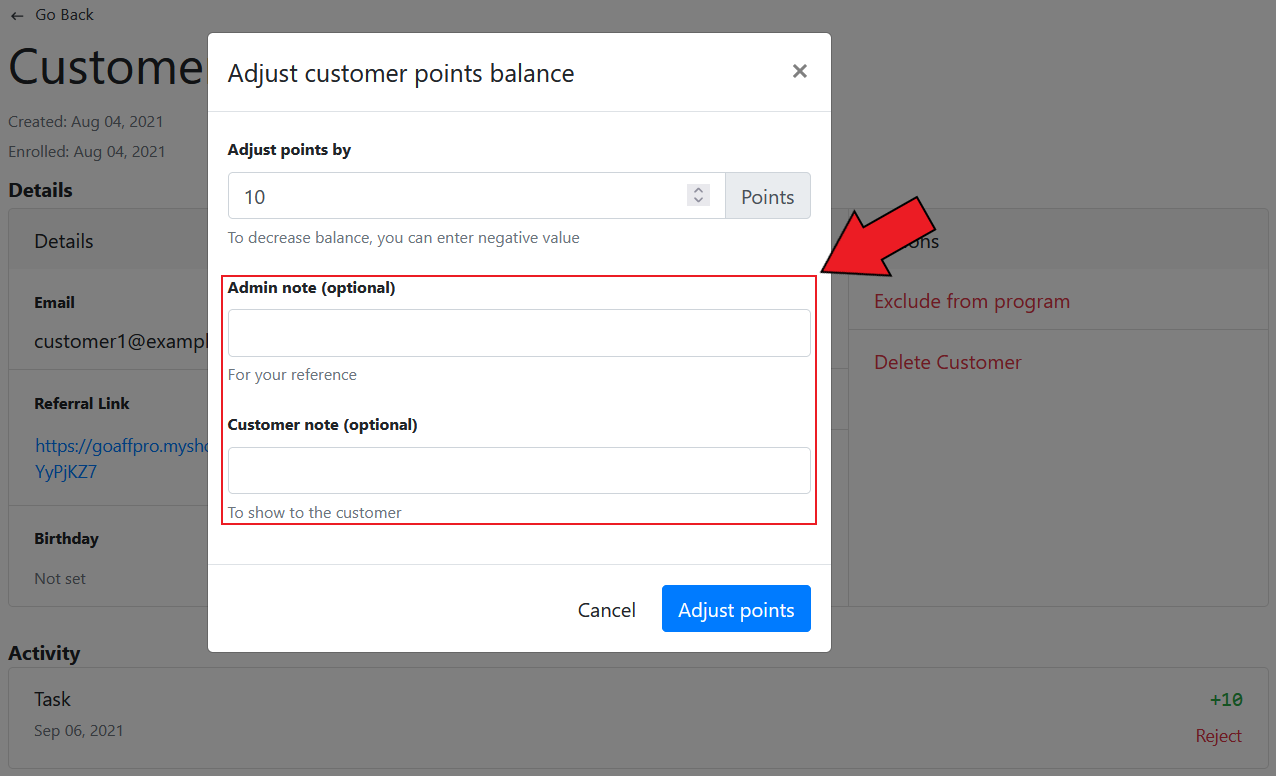 ← Go Back
Custome
Created: Aug 04, 2021
Enrolled: Aug 04, 2021
Details
Details
Email
customer1@exampl
Referral Link
https://goaffpro.mysho
YyPjKZ7
Birthday
Not set
Adjust customer points balance
×
Adjust points by
10
Points
To decrease balance, you can enter negative value
Admin note (optional)
For your reference
Customer note (optional)
To show to the customer
Cancel
Adjust points
ons
Exclude from program
Delete Customer
Activity
Task
+10
Sep 06, 2021
Reject